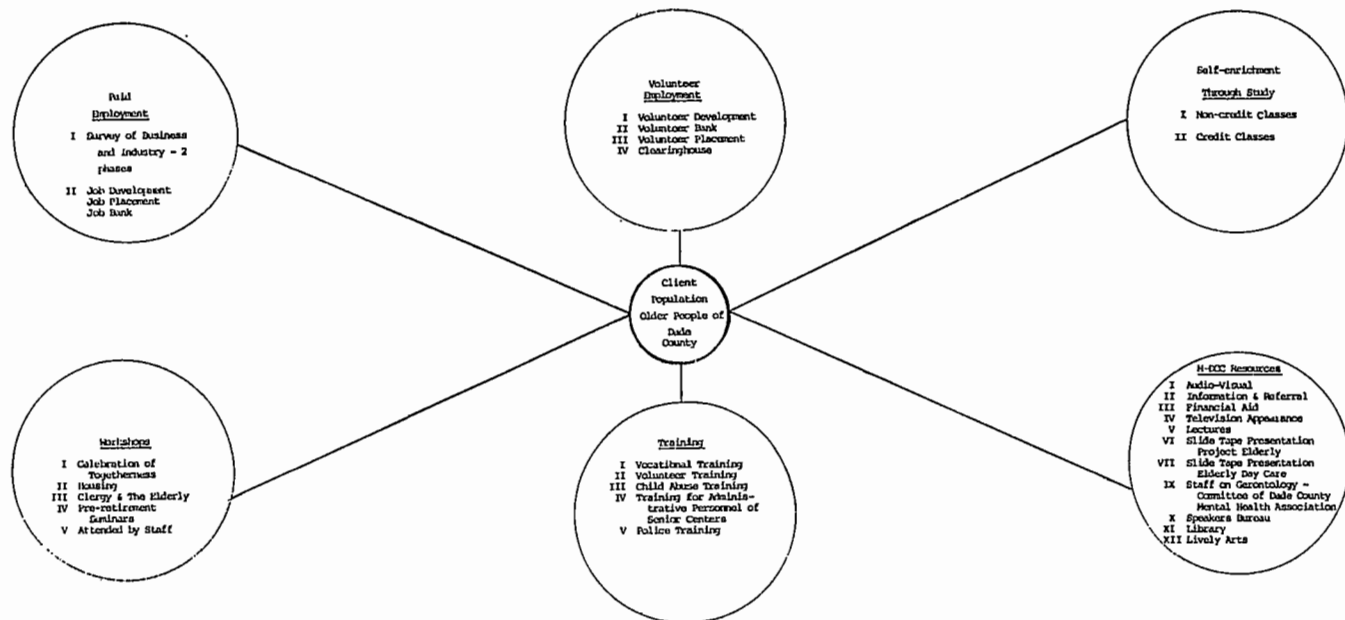 Paid
Employment
I Survey of Business
and Industry - 2
phases
II Job Development
Job Placement
Job Bank
Volunteer
Employment
I Volunteer Development
II Volunteer Bank
III Volunteer Placement
IV Clearinghouse
Self-enrichment
Through Study
I Non-credit Classes
II Credit Classes
Client
Population
Older People of
Dade
County
Workshops
I Celebration of
Togetherness
II Housing
III Clergy & The Elderly
IV Pre-retirement
Seminars
V Attended by Staff
Training
I Vocational Training
II Volunteer Training
III Child Abuse Training
IV Training for Adminis-
trative Personnel of
Senior Centers
V Police Training
M-DCC Resources
I Audio-Visual
II Information & Referral
III Financial Aid
IV Television Appearance
V Lectures
VI Slide Tape Presentation
Project Elderly
VII Slide Tape Presentation
Elderly Day Care
IX Staff on Gerontology -
Committee of Dade County
Mental Health Association
X Speakers Bureau
XI Library
XII Lively Arts